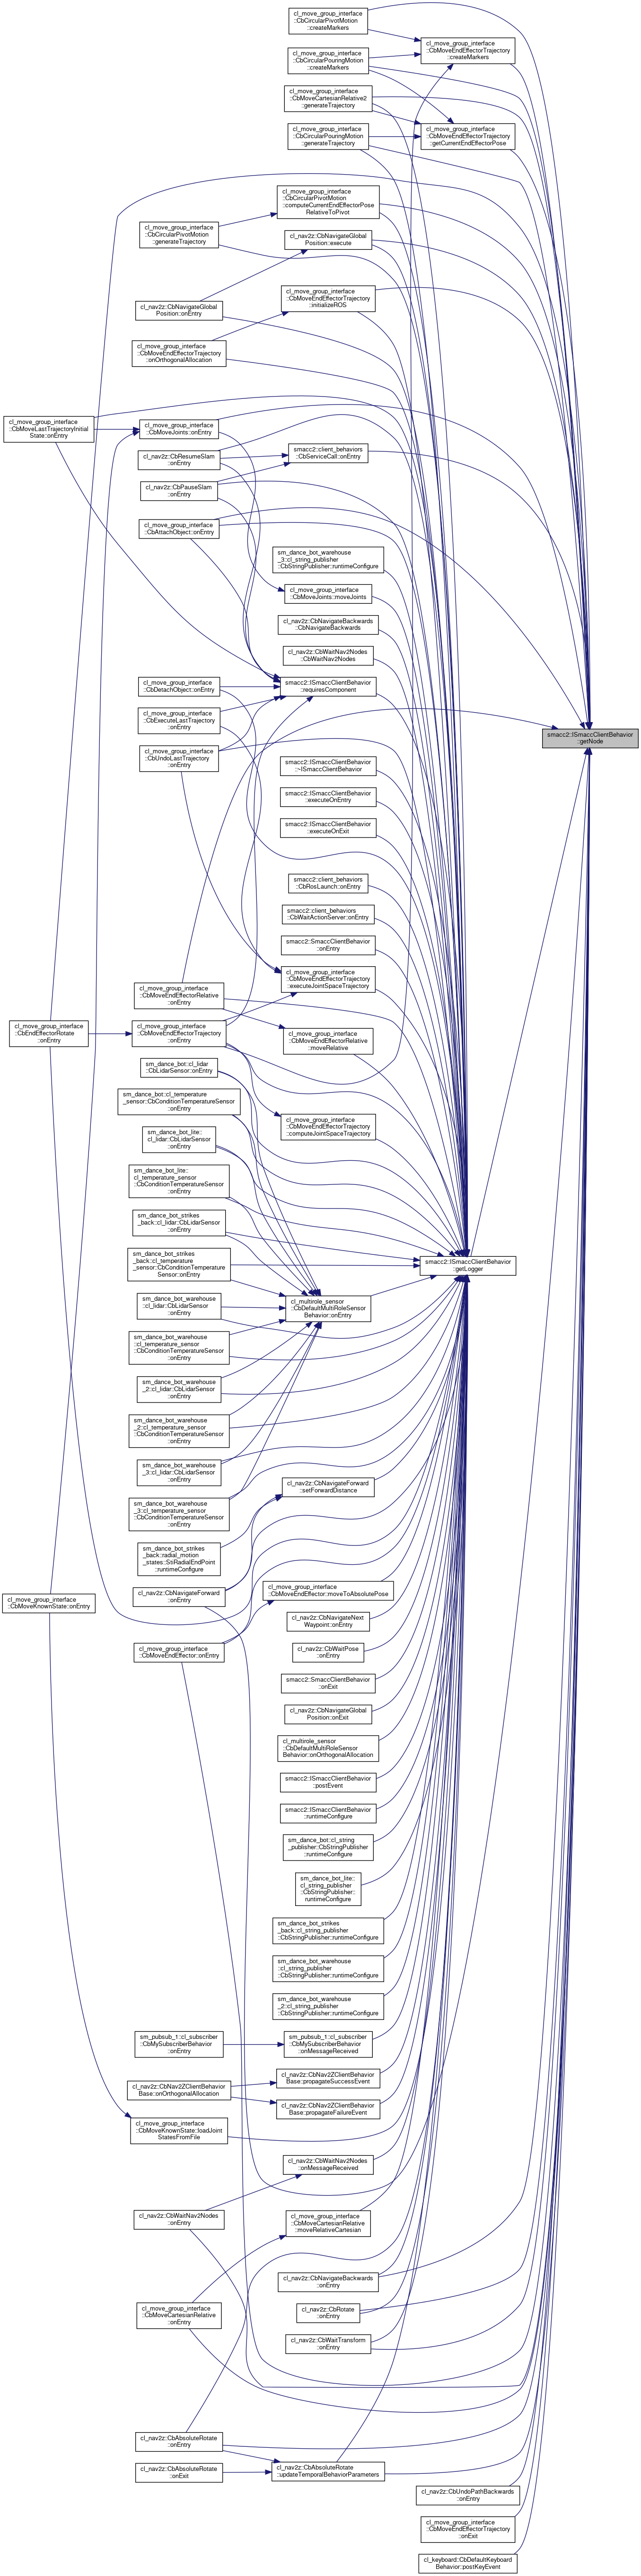 cl_move_group_interface
::CbCircularPivotMotion
::createMarkers
cl_move_group_interface
::CbMoveEndEffectorTrajectory
::createMarkers
cl_move_group_interface
::CbCircularPouringMotion
::createMarkers
cl_move_group_interface
::CbMoveCartesianRelative2
::generateTrajectory
cl_move_group_interface
::CbCircularPouringMotion
::generateTrajectory
cl_move_group_interface
::CbMoveEndEffectorTrajectory
::getCurrentEndEffectorPose
cl_move_group_interface
::CbCircularPivotMotion
::computeCurrentEndEffectorPose
RelativeToPivot
cl_move_group_interface
::CbCircularPivotMotion
::generateTrajectory
cl_nav2z::CbNavigateGlobal
Position::execute
cl_move_group_interface
::CbMoveEndEffectorTrajectory
::initializeROS
cl_nav2z::CbNavigateGlobal
Position::onEntry
cl_move_group_interface
::CbMoveEndEffectorTrajectory
::onOrthogonalAllocation
cl_move_group_interface
::CbMoveLastTrajectoryInitial
State::onEntry
cl_move_group_interface
::CbMoveJoints::onEntry
cl_nav2z::CbResumeSlam
::onEntry
smacc2::client_behaviors
::CbServiceCall::onEntry
cl_nav2z::CbPauseSlam
::onEntry
cl_move_group_interface
::CbAttachObject::onEntry
sm_dance_bot_warehouse
_3::cl_string_publisher
::CbStringPublisher::runtimeConfigure
cl_move_group_interface
::CbMoveJoints::moveJoints
cl_nav2z::CbNavigateBackwards
::CbNavigateBackwards
cl_nav2z::CbWaitNav2Nodes
::CbWaitNav2Nodes
cl_move_group_interface
::CbDetachObject::onEntry
smacc2::ISmaccClientBehavior
::requiresComponent
cl_move_group_interface
::CbExecuteLastTrajectory
::onEntry
cl_move_group_interface
::CbUndoLastTrajectory
::onEntry
smacc2::ISmaccClientBehavior
::getNode
smacc2::ISmaccClientBehavior
::~ISmaccClientBehavior
smacc2::ISmaccClientBehavior
::executeOnEntry
smacc2::ISmaccClientBehavior
::executeOnExit
smacc2::client_behaviors
::CbRosLaunch::onEntry
smacc2::client_behaviors
::CbWaitActionServer::onEntry
smacc2::SmaccClientBehavior
::onEntry
cl_move_group_interface
::CbMoveEndEffectorTrajectory
::executeJointSpaceTrajectory
cl_move_group_interface
::CbMoveEndEffectorRelative
::onEntry
cl_move_group_interface
::CbEndEffectorRotate
::onEntry
cl_move_group_interface
::CbMoveEndEffectorTrajectory
::onEntry
cl_move_group_interface
::CbMoveEndEffectorRelative
::moveRelative
sm_dance_bot::cl_lidar
::CbLidarSensor::onEntry
sm_dance_bot::cl_temperature
_sensor::CbConditionTemperatureSensor
::onEntry
cl_move_group_interface
::CbMoveEndEffectorTrajectory
::computeJointSpaceTrajectory
sm_dance_bot_lite::
cl_lidar::CbLidarSensor
::onEntry
sm_dance_bot_lite::
cl_temperature_sensor
::CbConditionTemperatureSensor
::onEntry
sm_dance_bot_strikes
_back::cl_lidar::CbLidarSensor
::onEntry
sm_dance_bot_strikes
_back::cl_temperature
_sensor::CbConditionTemperature
Sensor::onEntry
smacc2::ISmaccClientBehavior
::getLogger
sm_dance_bot_warehouse
::cl_lidar::CbLidarSensor
::onEntry
cl_multirole_sensor
::CbDefaultMultiRoleSensor
Behavior::onEntry
sm_dance_bot_warehouse
::cl_temperature_sensor
::CbConditionTemperatureSensor
::onEntry
sm_dance_bot_warehouse
_2::cl_lidar::CbLidarSensor
::onEntry
sm_dance_bot_warehouse
_2::cl_temperature_sensor
::CbConditionTemperatureSensor
::onEntry
sm_dance_bot_warehouse
_3::cl_lidar::CbLidarSensor
::onEntry
sm_dance_bot_warehouse
_3::cl_temperature_sensor
::CbConditionTemperatureSensor
::onEntry
cl_nav2z::CbNavigateForward
::setForwardDistance
sm_dance_bot_strikes
_back::radial_motion
_states::StiRadialEndPoint
::runtimeConfigure
cl_nav2z::CbNavigateForward
::onEntry
cl_move_group_interface
::CbMoveEndEffector::moveToAbsolutePose
cl_move_group_interface
::CbMoveKnownState::onEntry
cl_nav2z::CbNavigateNext
Waypoint::onEntry
cl_move_group_interface
::CbMoveEndEffector::onEntry
cl_nav2z::CbWaitPose
::onEntry
smacc2::SmaccClientBehavior
::onExit
cl_nav2z::CbNavigateGlobal
Position::onExit
cl_multirole_sensor
::CbDefaultMultiRoleSensor
Behavior::onOrthogonalAllocation
smacc2::ISmaccClientBehavior
::postEvent
smacc2::ISmaccClientBehavior
::runtimeConfigure
sm_dance_bot::cl_string
_publisher::CbStringPublisher
::runtimeConfigure
sm_dance_bot_lite::
cl_string_publisher
::CbStringPublisher::
runtimeConfigure
sm_dance_bot_strikes
_back::cl_string_publisher
::CbStringPublisher::runtimeConfigure
sm_dance_bot_warehouse
::cl_string_publisher
::CbStringPublisher::runtimeConfigure
sm_dance_bot_warehouse
_2::cl_string_publisher
::CbStringPublisher::runtimeConfigure
sm_pubsub_1::cl_subscriber
::CbMySubscriberBehavior
::onEntry
sm_pubsub_1::cl_subscriber
::CbMySubscriberBehavior
::onMessageReceived
cl_nav2z::CbNav2ZClientBehavior
Base::onOrthogonalAllocation
cl_nav2z::CbNav2ZClientBehavior
Base::propagateSuccessEvent
cl_nav2z::CbNav2ZClientBehavior
Base::propagateFailureEvent
cl_move_group_interface
::CbMoveKnownState::loadJoint
StatesFromFile
cl_nav2z::CbWaitNav2Nodes
::onMessageReceived
cl_nav2z::CbWaitNav2Nodes
::onEntry
cl_move_group_interface
::CbMoveCartesianRelative
::moveRelativeCartesian
cl_nav2z::CbNavigateBackwards
::onEntry
cl_move_group_interface
::CbMoveCartesianRelative
::onEntry
cl_nav2z::CbRotate
::onEntry
cl_nav2z::CbWaitTransform
::onEntry
cl_nav2z::CbAbsoluteRotate
::onEntry
cl_nav2z::CbAbsoluteRotate
::onExit
cl_nav2z::CbAbsoluteRotate
::updateTemporalBehaviorParameters
cl_nav2z::CbUndoPathBackwards
::onEntry
cl_move_group_interface
::CbMoveEndEffectorTrajectory
::onExit
cl_keyboard::CbDefaultKeyboard
Behavior::postKeyEvent